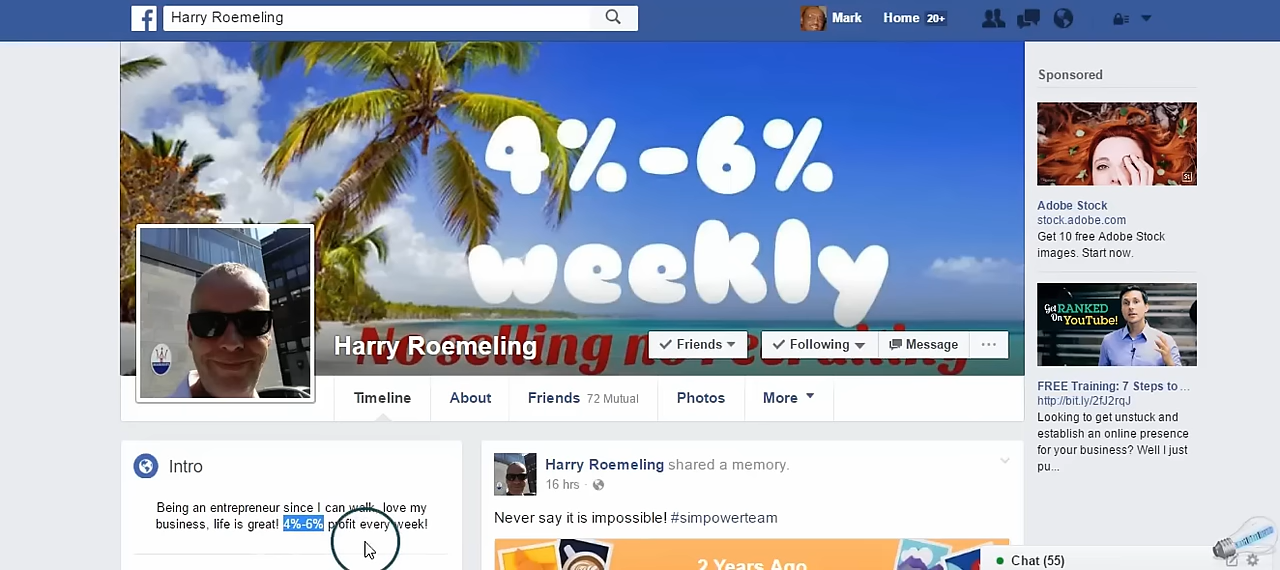 f
Harry Roemeling
Mark
Home 20+
4%-6%
weekly
No selling no recruiting
Harry Roemeling
Friends
Following
Message
...
Timeline
About
Friends 72 Mutual
Photos
More
Intro
Being an entrepreneur since I can walk, love my
business, life is great! 4%-6% profit every week!
Harry Roemeling shared a memory.
16 hrs ·
Never say it is impossible! #simpowerteam
2 Years Ago
Sponsored
St
Adobe Stock
stock.adobe.com
Get 10 free Adobe Stock
images. Start now.
Get RANKED
On YouTube!
FREE Training: 7 Steps to ...
http://bit.ly/2fJ2rqJ
Looking to get unstuck and
establish an online presence
for your business? Well I just
pu...
Chat (55)